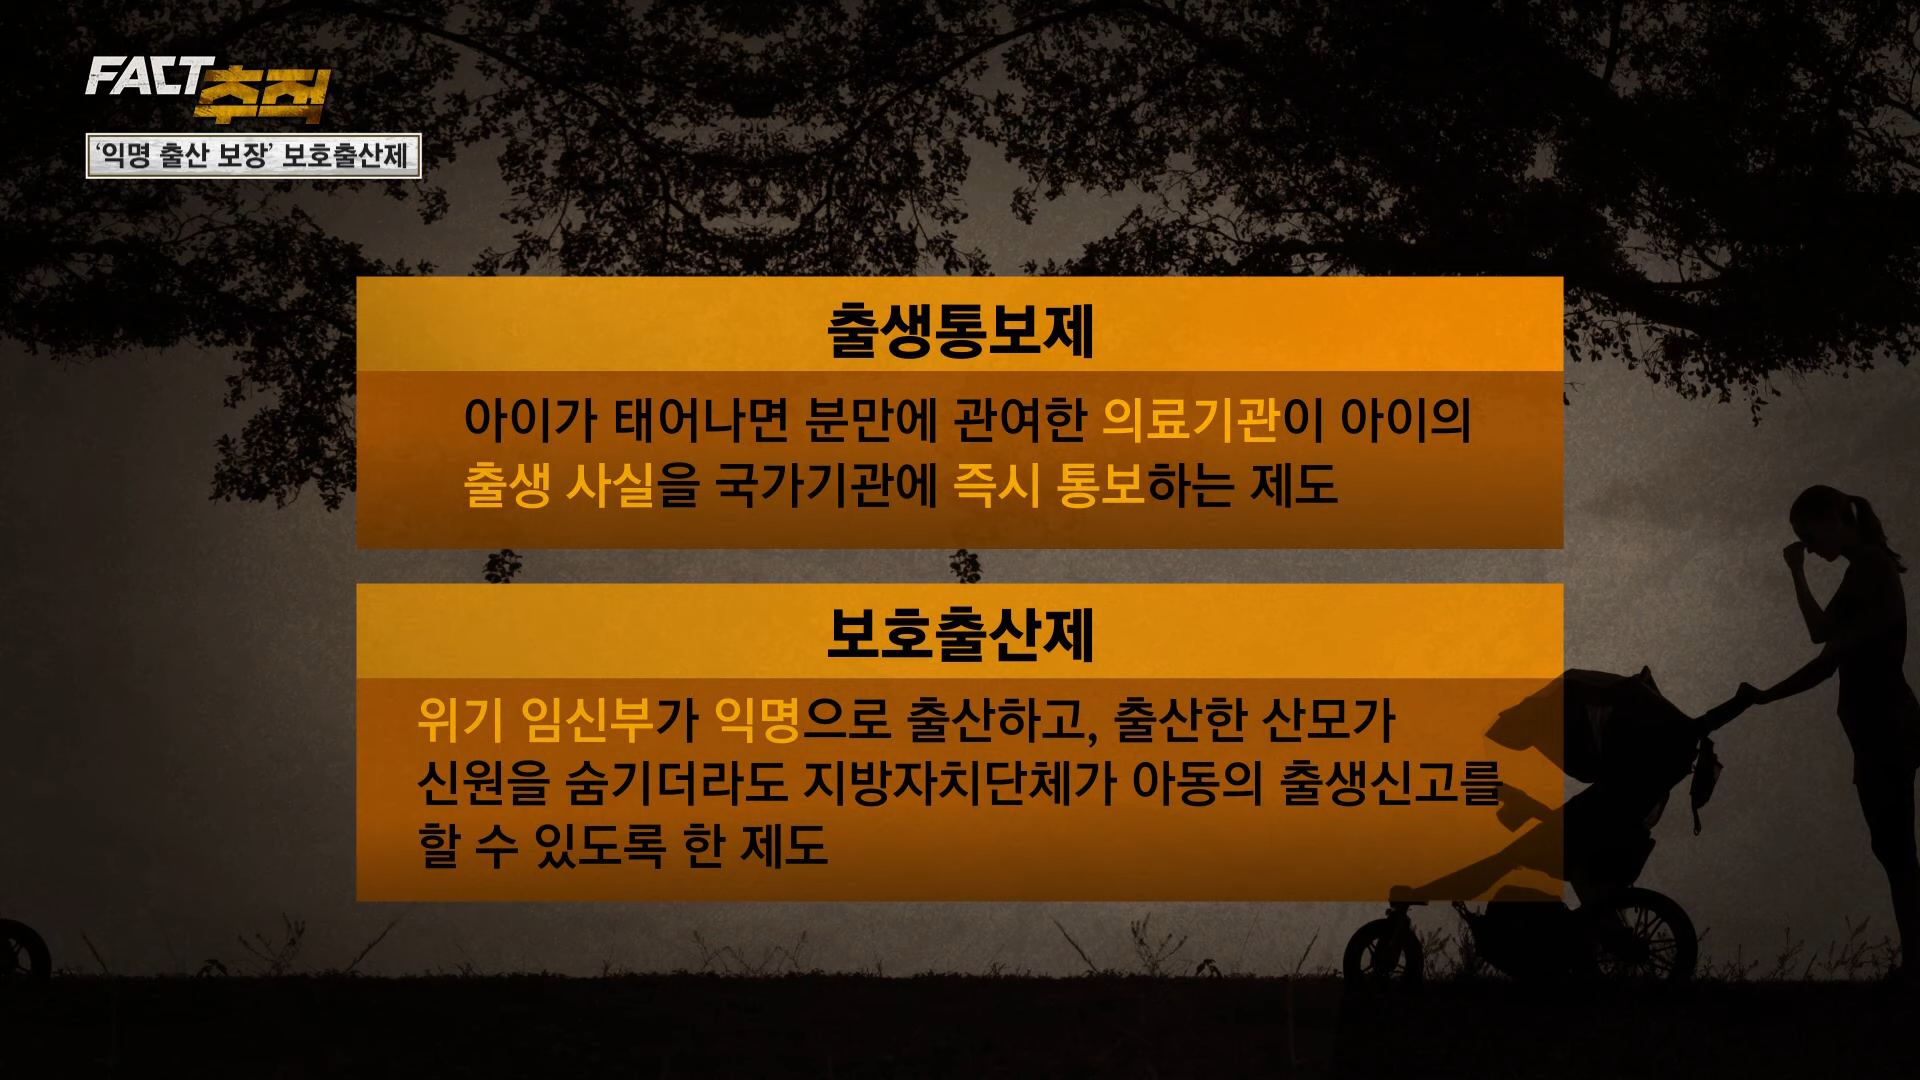 FACT추적
‘익명 출산 보장’ 보호출산제
출생통보제
아이가 태어나면 분만에 관여한 의료기관이 아이의
출생 사실을 국가기관에 즉시 통보하는 제도
보호출산제
위기 임신부가 익명으로 출산하고, 출산한 산모가
신원을 숨기더라도 지방자치단체가 아동의 출생신고를
할 수 있도록 한 제도